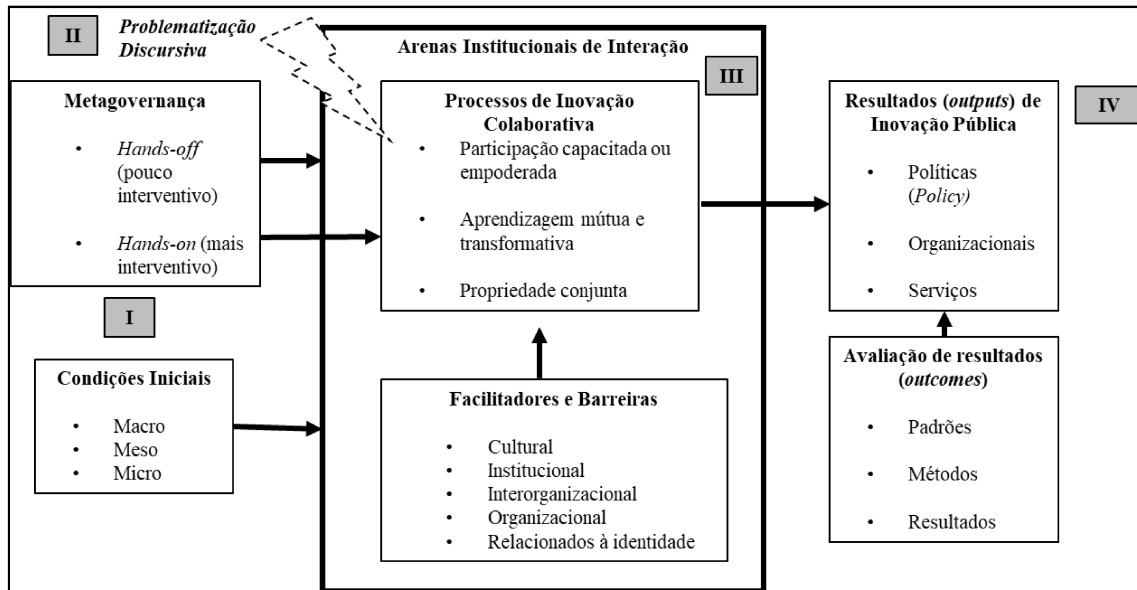 II
Problematização
Discursiva
Metagovernança
• Hands-off
(pouco
interventivo)
• Hands-on (mais
interventivo)
I
Condições Iniciais
• Macro
• Meso
• Micro
Arenas Institucionais de Interação
III
Processos de Inovação
Colaborativa
• Participação capacitada ou
empoderada
• Aprendizagem mútua e
transformativa
• Propriedade conjunta
Facilitadores e Barreiras
• Cultural
• Institucional
• Interorganizacional
• Organizacional
• Relacionados à identidade
Resultados (outputs) de
Inovação Pública
IV
• Políticas
(Policy)
• Organizacionais
• Serviços
Avaliação de resultados
(outcomes)
• Padrões
• Métodos
• Resultados